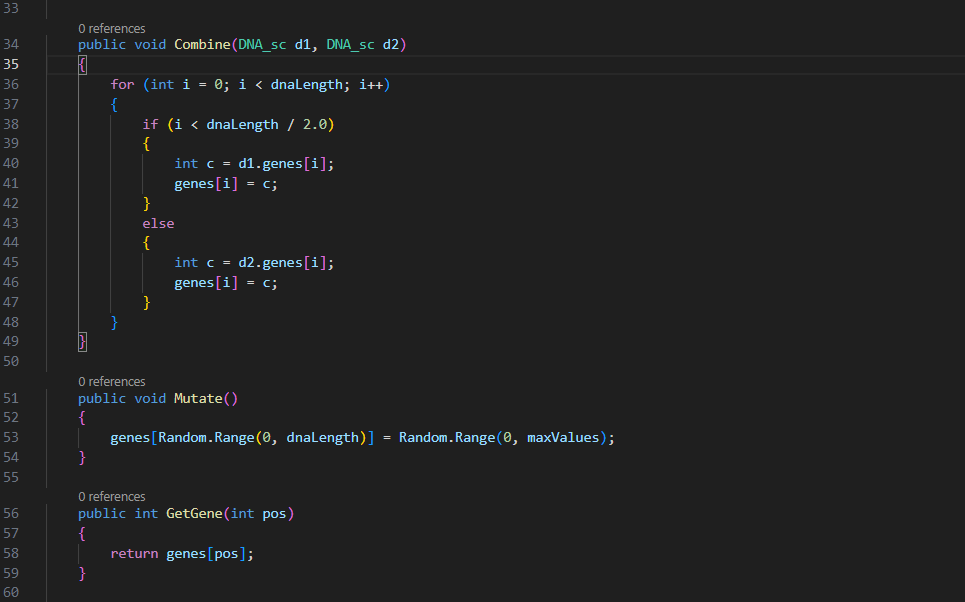 33
0 references
34 public void Combine(DNA_sc d1, DNA_sc d2)
35 {
36 for (int i = 0; i < dnaLength; i++)
37 {
38 if (i < dnaLength / 2.0)
39 {
40 int c = d1.genes[i];
41 genes[i] = c;
42 }
43 else
44 {
45 int c = d2.genes[i];
46 genes[i] = c;
47 }
48 }
49 }
50
0 references
51 public void Mutate()
52 {
53 genes[Random.Range(0, dnaLength)] = Random.Range(0, maxValues);
54 }
55
0 references
56 public int GetGene(int pos)
57 {
58 return genes[pos];
59 }
60